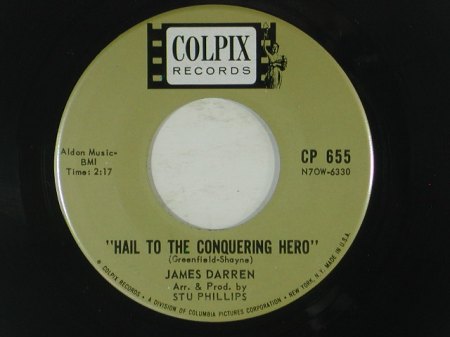 COLPIX
RECORDS
Aldon Music-
BMI
Time: 2:17
CP 655
N7OW-6330
"HAIL TO THE CONQUERING HERO"
(Greenfield-Shayne)
JAMES DARREN
Arr. & Prod. by
STU PHILLIPS
© COLPIX RECORDS • A DIVISION OF COLUMBIA PICTURES CORPORATION • NEW YORK, N.Y. MADE IN U.S.A.